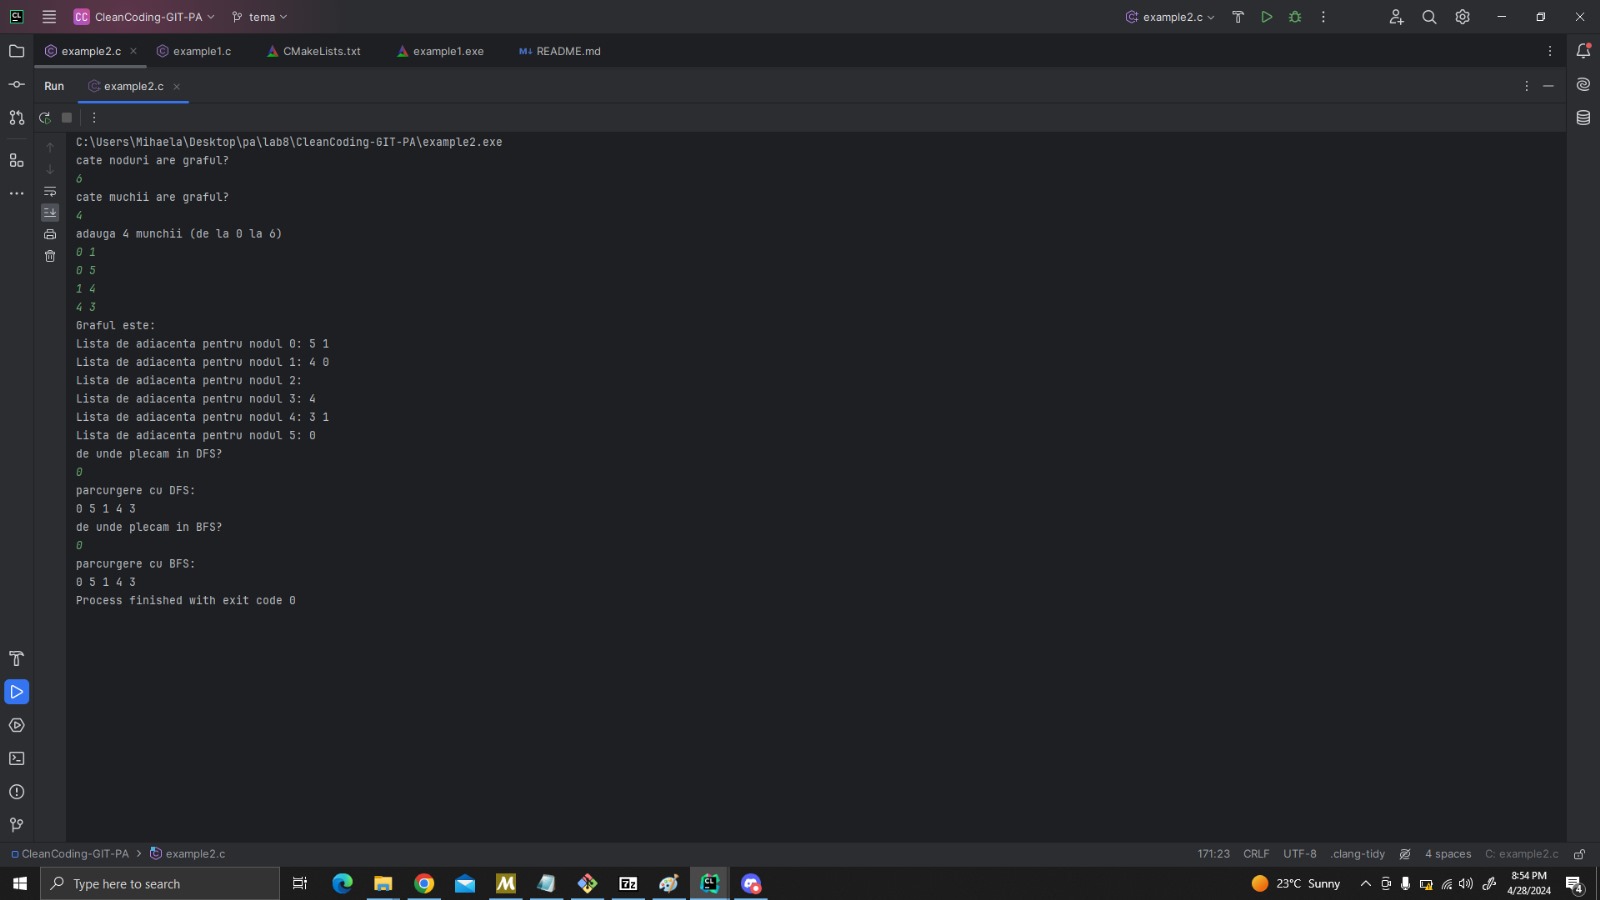 CL CC CleanCoding-GIT-PA tema example2.c
example2.c example1.c CMakeLists.txt example1.exe M↓ README.md
Run example2.c
C:\Users\Mihaela\Desktop\pa\lab8\CleanCoding-GIT-PA\example2.exe
cate noduri are graful?
6
cate muchii are graful?
4
adauga 4 munchii (de la 0 la 6)
0 1
0 5
1 4
4 3
Graful este:
Lista de adiacenta pentru nodul 0: 5 1
Lista de adiacenta pentru nodul 1: 4 0
Lista de adiacenta pentru nodul 2:
Lista de adiacenta pentru nodul 3: 4
Lista de adiacenta pentru nodul 4: 3 1
Lista de adiacenta pentru nodul 5: 0
de unde plecam in DFS?
0
parcurgere cu DFS:
0 5 1 4 3
de unde plecam in BFS?
0
parcurgere cu BFS:
0 5 1 4 3
Process finished with exit code 0
CleanCoding-GIT-PA > example2.c 171:23 CRLF UTF-8 .clang-tidy 4 spaces C: example2.c
Type here to search M 7z CL 23°C Sunny 8:54 PM
4/28/2024 4